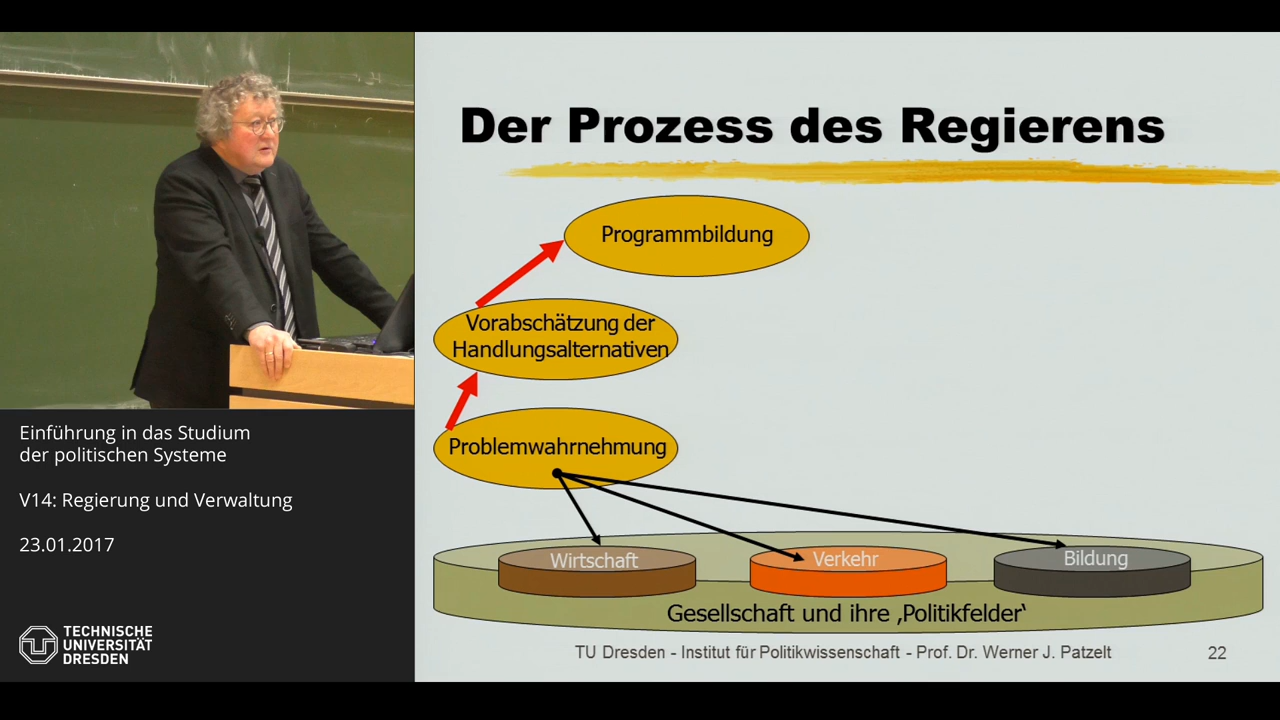 Der Prozess des Regierens
Programmbildung
Vorabschätzung der
Handlungsalternativen
Problemwahrnehmung
Wirtschaft
Verkehr
Bildung
Gesellschaft und ihre ‚Politikfelder‘
TU Dresden - Institut für Politikwissenschaft - Prof. Dr. Werner J. Patzelt
22
Einführung in das Studium
der politischen Systeme
V14: Regierung und Verwaltung
23.01.2017
TECHNISCHE
UNIVERSITÄT
DRESDEN